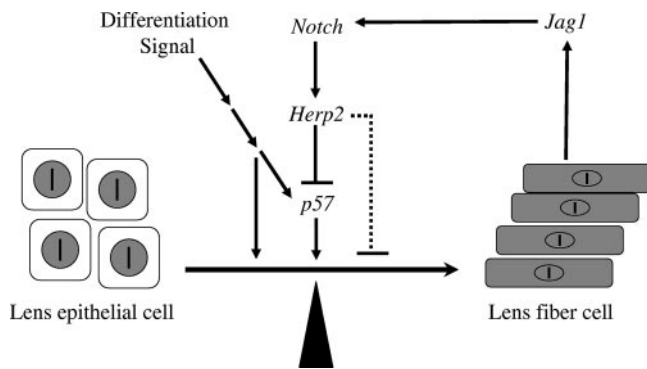 Differentiation
Signal
Notch
Jag1
Herp2
p57
Lens epithelial cell
Lens fiber cell